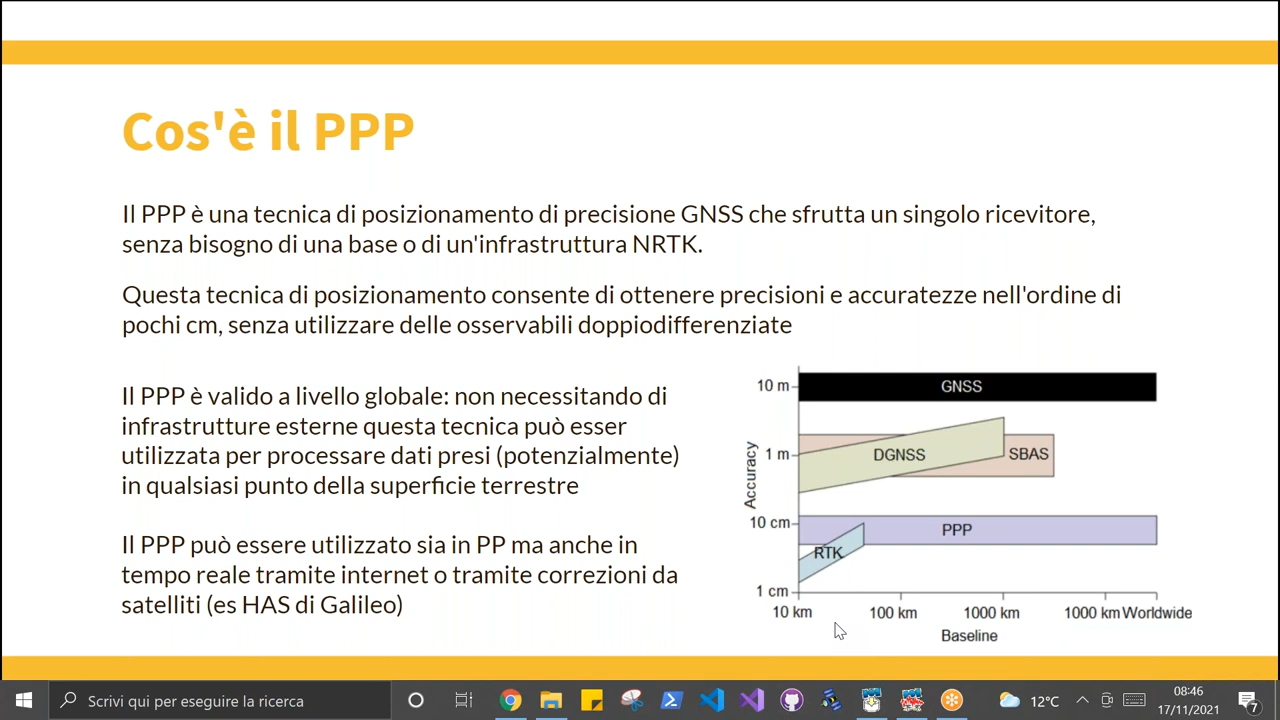 Cos'è il PPP
Il PPP è una tecnica di posizionamento di precisione GNSS che sfrutta un singolo ricevitore,
senza bisogno di una base o di un'infrastruttura NRTK.
Questa tecnica di posizionamento consente di ottenere precisioni e accuratezze nell'ordine di
pochi cm, senza utilizzare delle osservabili doppiodifferenziate
Il PPP è valido a livello globale: non necessitando di
infrastrutture esterne questa tecnica può esser
utilizzata per processare dati presi (potenzialmente)
in qualsiasi punto della superficie terrestre
Il PPP può essere utilizzato sia in PP ma anche in
tempo reale tramite internet o tramite correzioni da
satelliti (es HAS di Galileo)
10 m
GNSS
Accuracy
1 m
DGNSS
SBAS
10 cm
PPP
RTK
1 cm
10 km
100 km
1000 km
1000 km
Worldwide
Baseline
Scrivi qui per eseguire la ricerca
12°C
08:46
17/11/2021
7